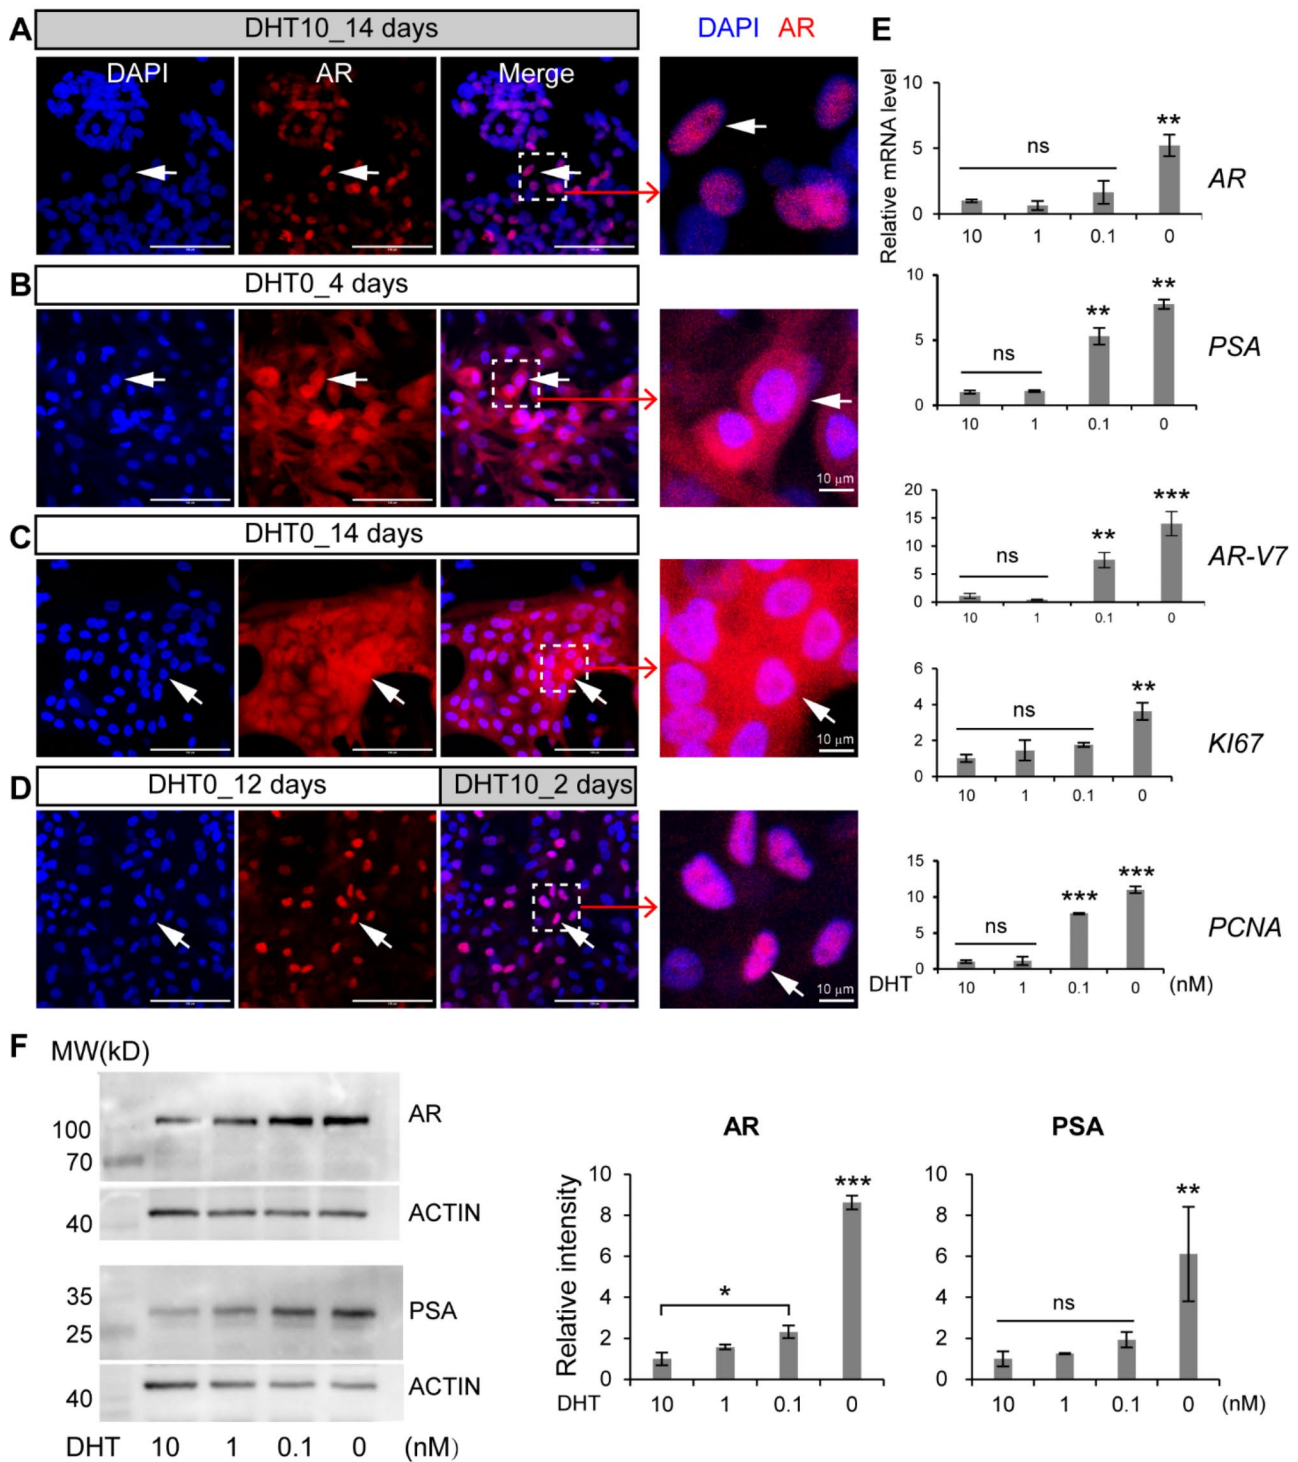 A
DHT10_14 days
DAPI AR
DAPI
AR
Merge
B
DHT0_4 days
10 µm
C
DHT0_14 days
10 µm
D
DHT0_12 days
DHT10_2 days
10 µm
E
Relative mRNA level
10
5
0
ns
**
10
1
0.1
0
AR
10
5
0
ns
**
**
10
1
0.1
0
PSA
20
15
10
5
0
ns
**
***
10
1
0.1
0
AR-V7
6
4
2
0
ns
**
10
1
0.1
0
KI67
15
10
5
0
ns
***
***
DHT
10
1
0.1
0
(nM)
PCNA
F
MW(kD)
100
70
AR
40
ACTIN
35
25
PSA
40
ACTIN
DHT 10 1 0.1 0 (nM)
AR
Relative intensity
10
8
6
4
2
0
*
***
DHT
10
1
0.1
0
PSA
10
8
6
4
2
0
ns
**
10
1
0.1
0
(nM)